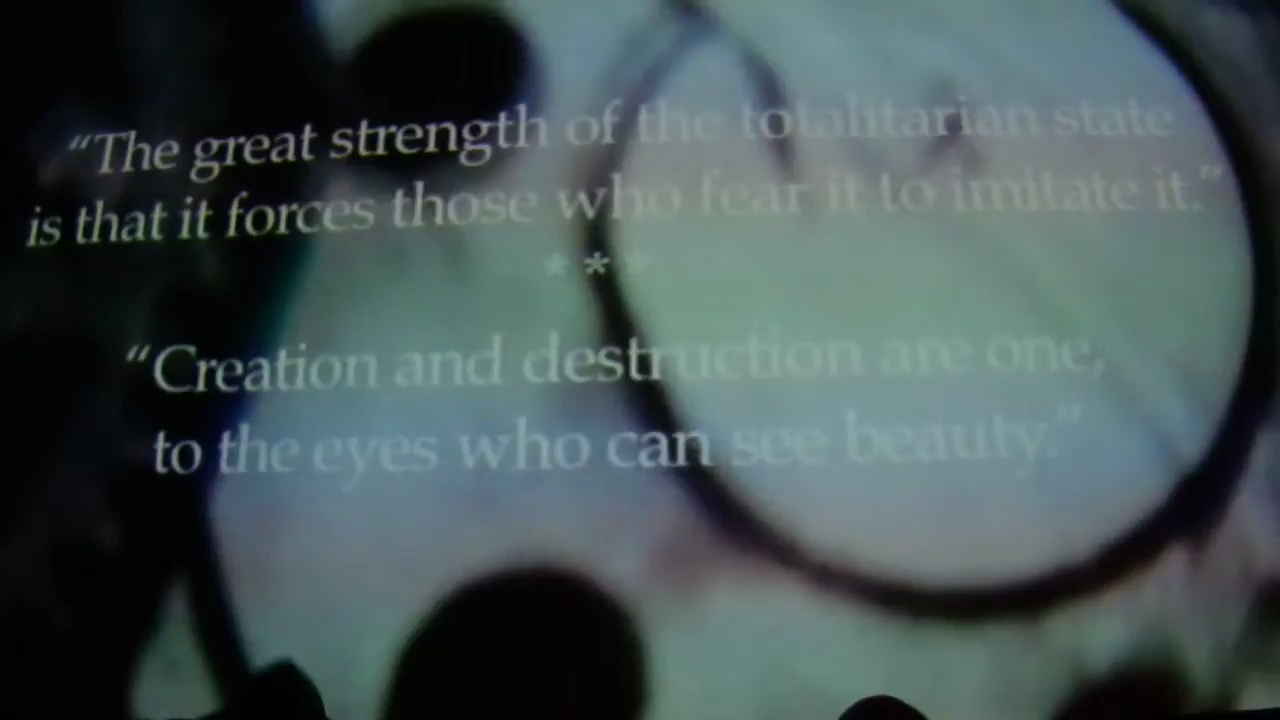 “The great strength of the totalitarian state
is that it forces those who fear it to imitate it.”
* * *
“Creation and destruction are one,
to the eyes who can see beauty.”